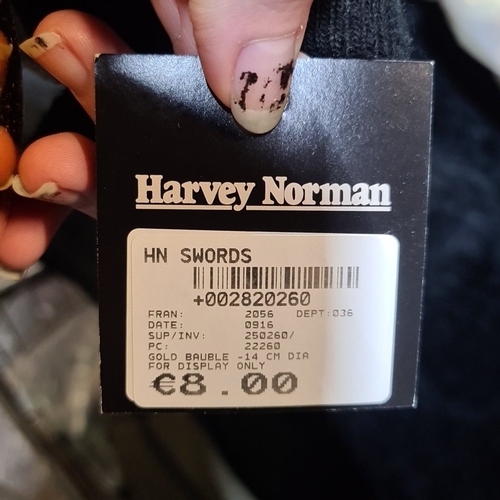 Harvey Norman
HN SWORDS
+002820260
FRAN: 2056 DEPT:036
DATE: 0916
SUP/INV: 250260/
PC: 22260
GOLD BAUBLE -14 CM DIA
FOR DISPLAY ONLY
€8.00